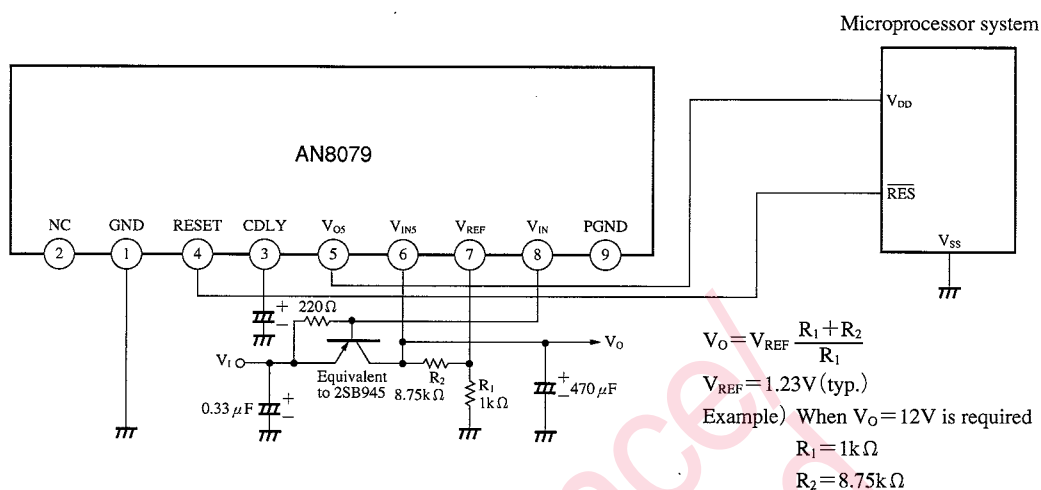 Microprocessor system
AN8079
V_DD
R̅E̅S̅
V_SS
NC GND RESET CDLY V_O5 V_IN5 V_REF V_IN PGND
2 1 4 3 5 6 7 8 9
220Ω
+
−
V_I
V_O
Equivalent
to 2SB945
R_2
8.75kΩ
R_1
1kΩ
+
−
470μF
0.33μF
+
−
V_O=V_REF (R_1+R_2)/R_1
V_REF=1.23V(typ.)
Example) When V_O=12V is required
R_1=1kΩ
R_2=8.75kΩ